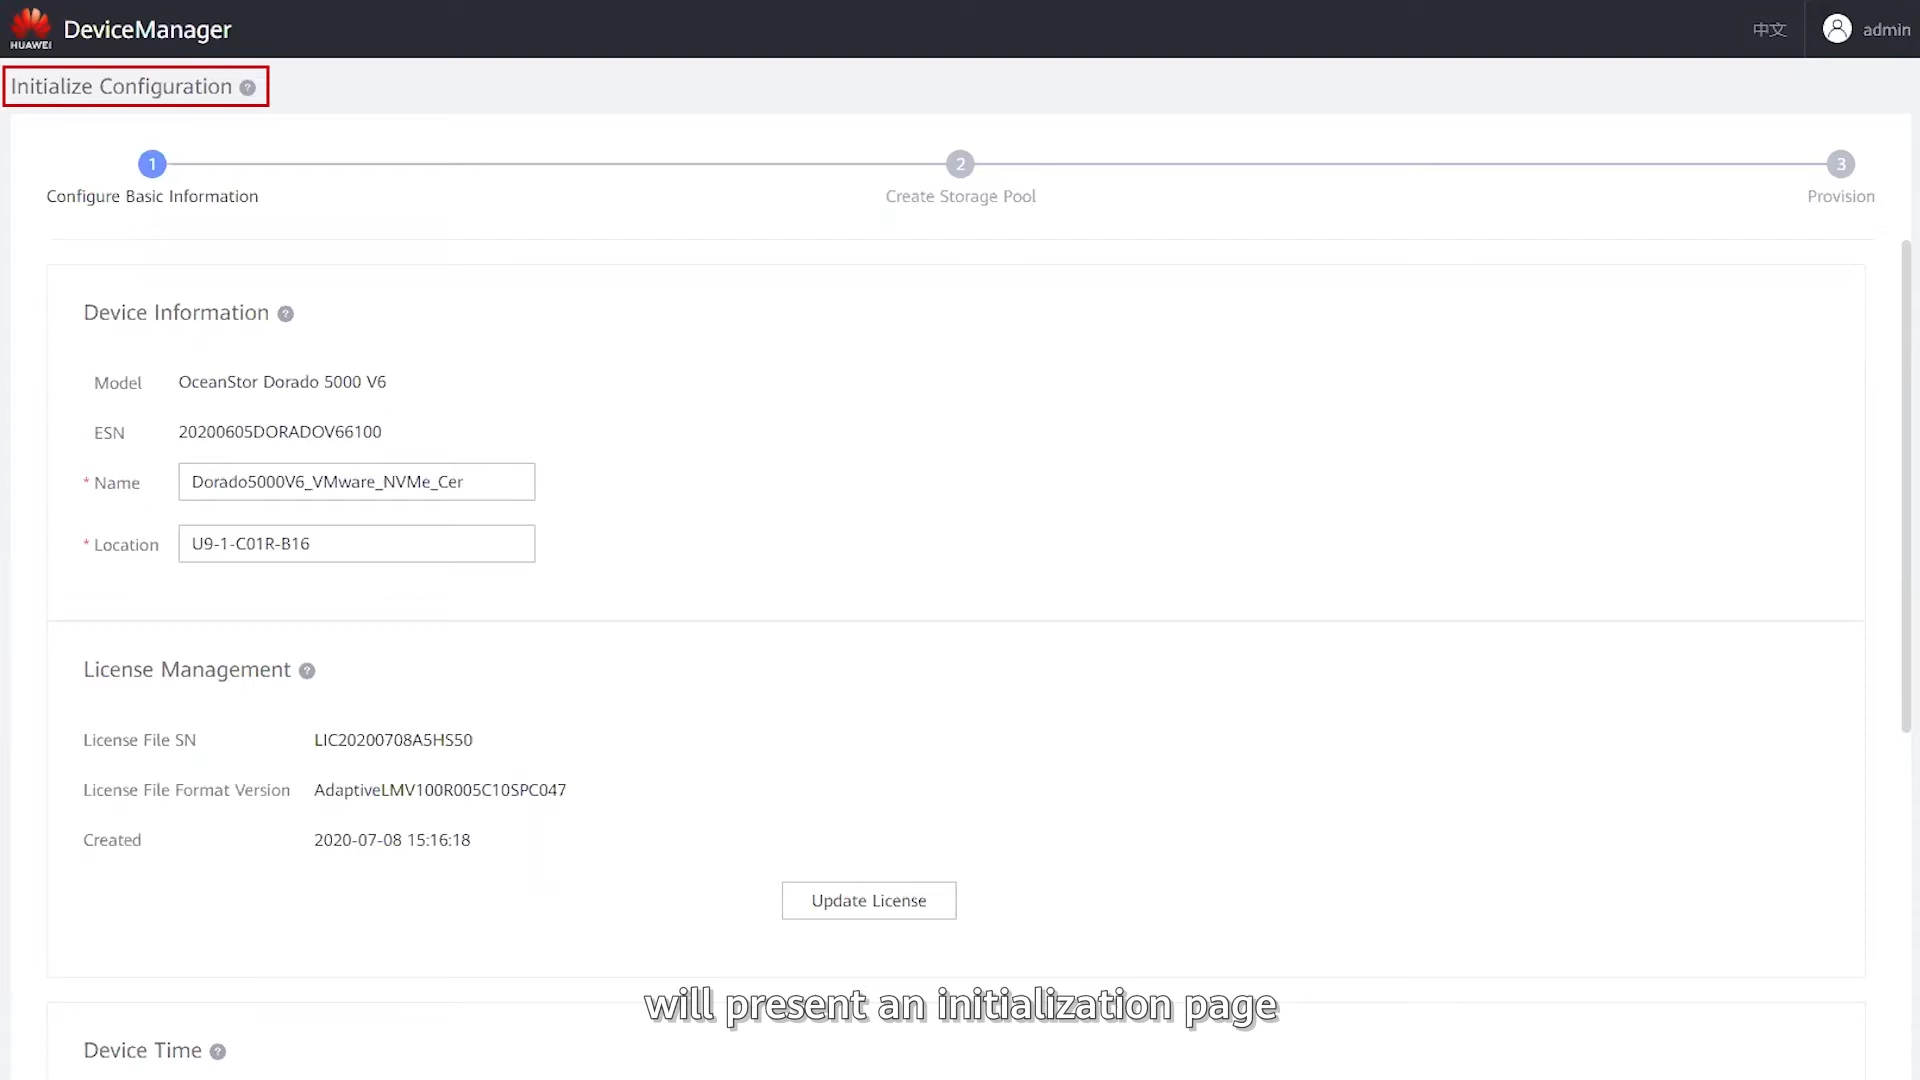 HUAWEI DeviceManager 中文 admin
Initialize Configuration ?
1 2 3
Configure Basic Information Create Storage Pool Provision
Device Information ?
Model OceanStor Dorado 5000 V6
ESN 20200605DORADOV66100
* Name Dorado5000V6_VMware_NVMe_Cer
* Location U9-1-C01R-B16
License Management ?
License File SN LIC20200708A5HS50
License File Format Version AdaptiveLMV100R005C10SPC047
Created 2020-07-08 15:16:18
Update License
will present an initialization page
Device Time ?